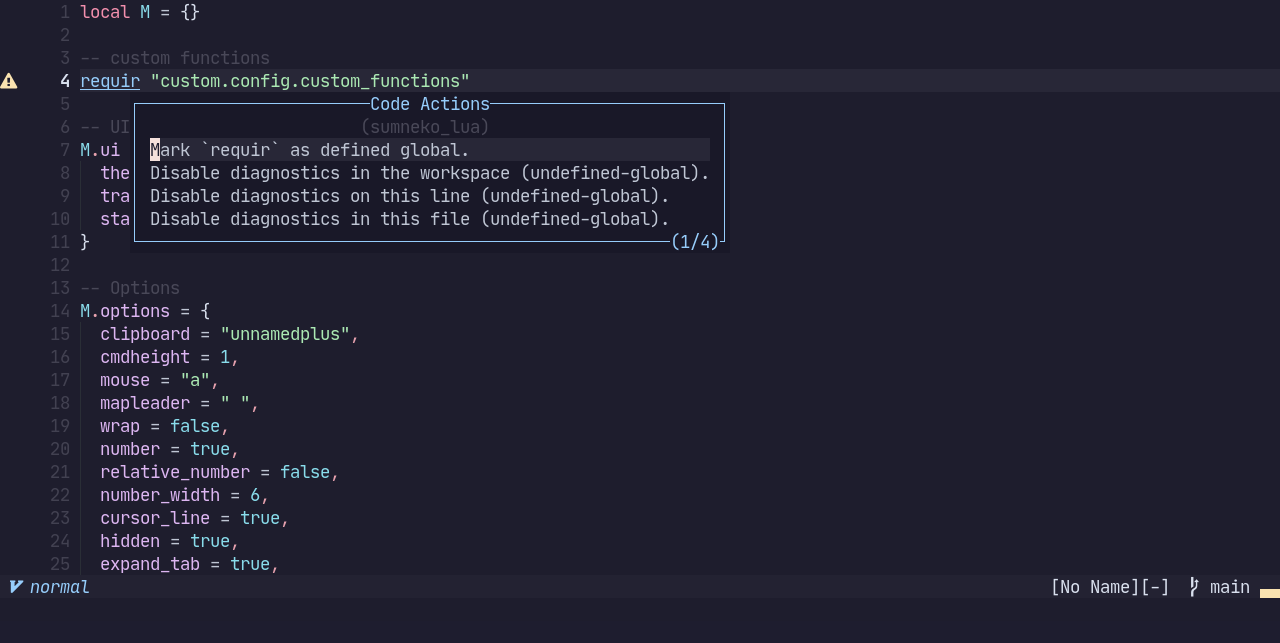 1 local M = {}
2
3 -- custom functions
4 requir "custom.config.custom_functions"
5 Code Actions
6 -- UI (sumneko_lua)
7 M.ui Mark `requir` as defined global.
8 the Disable diagnostics in the workspace (undefined-global).
9 tra Disable diagnostics on this line (undefined-global).
10 sta Disable diagnostics in this file (undefined-global).
11 } (1/4)
12
13 -- Options
14 M.options = {
15 clipboard = "unnamedplus",
16 cmdheight = 1,
17 mouse = "a",
18 mapleader = " ",
19 wrap = false,
20 number = true,
21 relative_number = false,
22 number_width = 6,
23 cursor_line = true,
24 hidden = true,
25 expand_tab = true,
normal [No Name][-] main